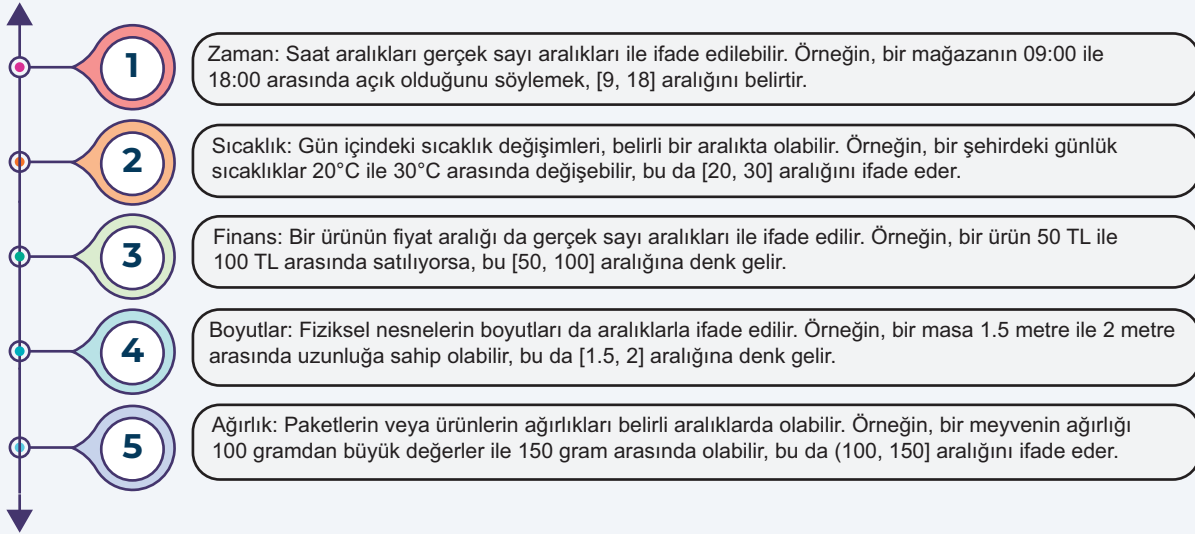 1
Zaman: Saat aralıkları gerçek sayı aralıkları ile ifade edilebilir. Örneğin, bir mağazanın 09:00 ile
18:00 arasında açık olduğunu söylemek, [9, 18] aralığını belirtir.
2
Sıcaklık: Gün içindeki sıcaklık değişimleri, belirli bir aralıkta olabilir. Örneğin, bir şehirdeki günlük
sıcaklıklar 20°C ile 30°C arasında değişebilir, bu da [20, 30] aralığını ifade eder.
3
Finans: Bir ürünün fiyat aralığı da gerçek sayı aralıkları ile ifade edilir. Örneğin, bir ürün 50 TL ile
100 TL arasında satılıyorsa, bu [50, 100] aralığına denk gelir.
4
Boyutlar: Fiziksel nesnelerin boyutları da aralıklarla ifade edilir. Örneğin, bir masa 1.5 metre ile 2 metre
arasında uzunluğa sahip olabilir, bu da [1.5, 2] aralığına denk gelir.
5
Ağırlık: Paketlerin veya ürünlerin ağırlıkları belirli aralıklarda olabilir. Örneğin, bir meyvenin ağırlığı
100 gramdan büyük değerler ile 150 gram arasında olabilir, bu da (100, 150] aralığını ifade eder.